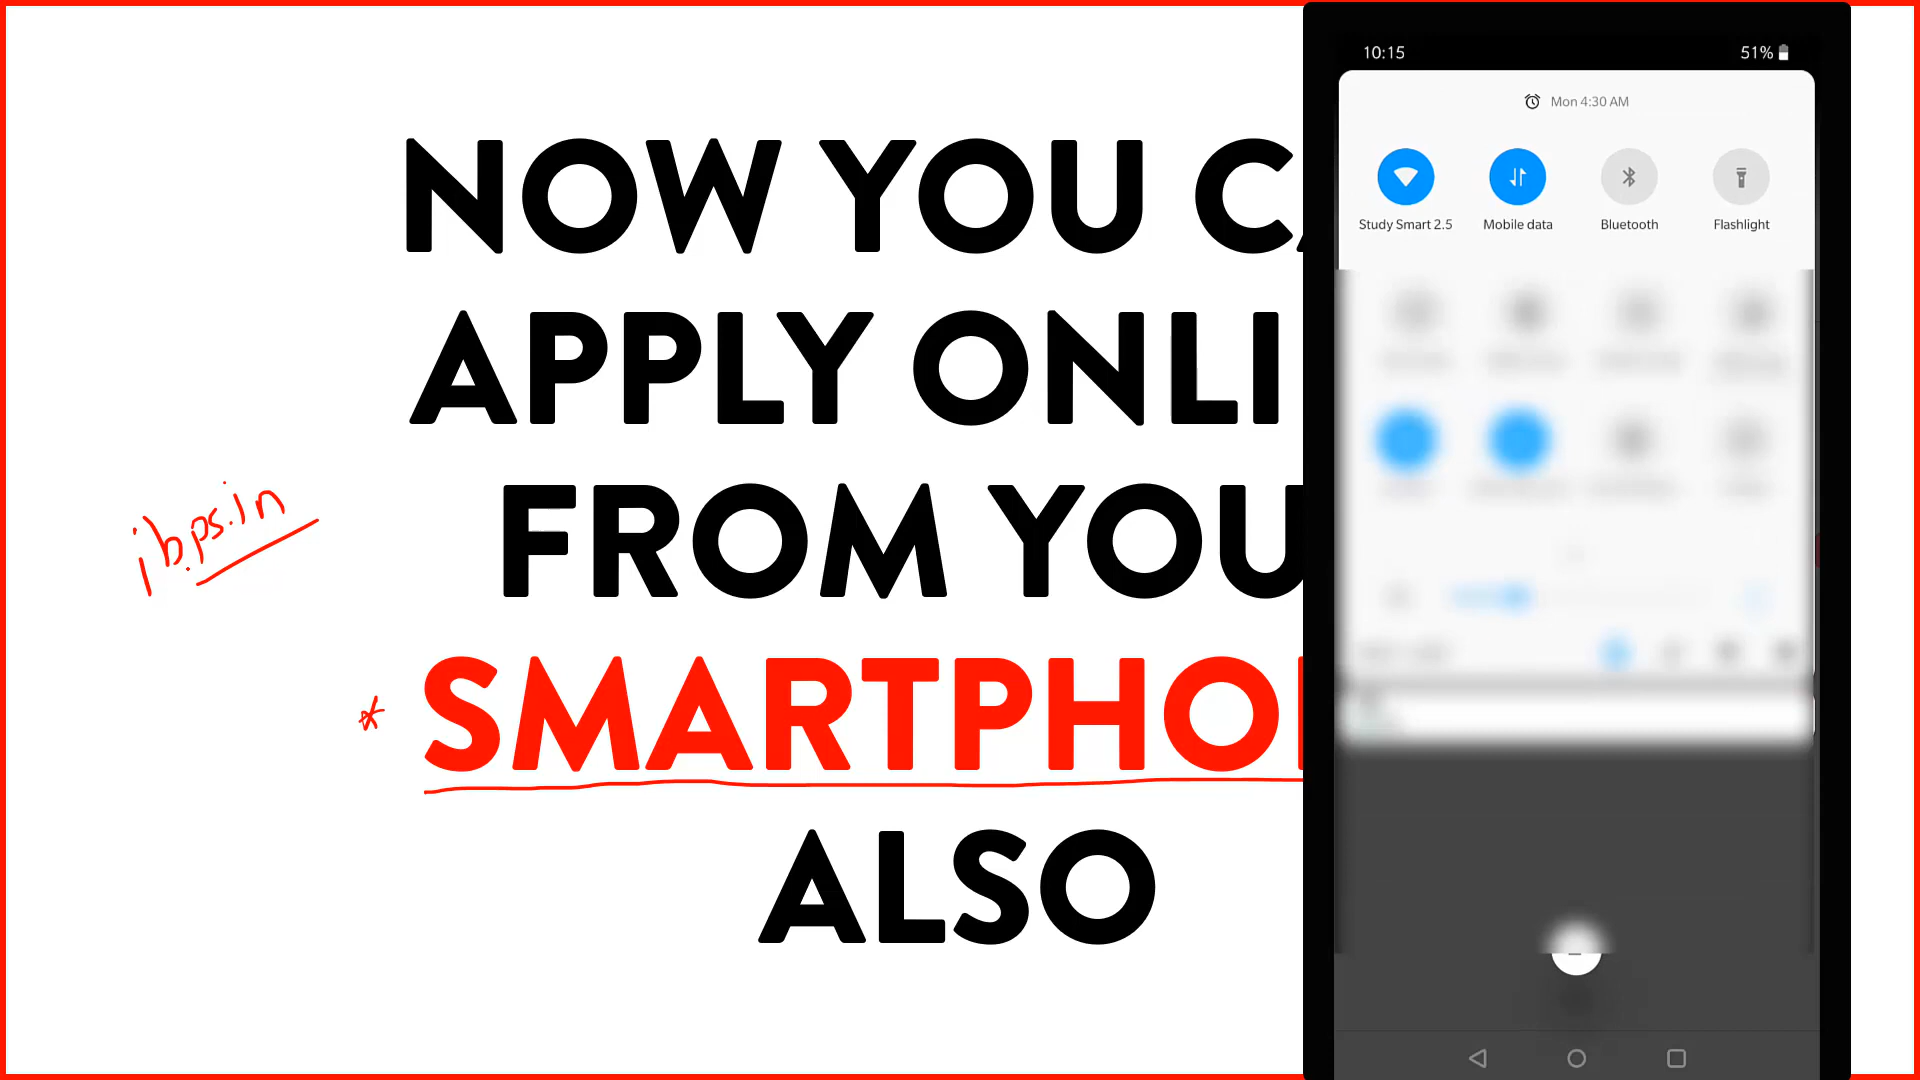 NOW YOU CA
APPLY ONLI
FROM YOU
* SMARTPHO
ALSO
ibps.in
10:15
51%
Mon 4:30 AM
Study Smart 2.5
Mobile data
Bluetooth
Flashlight